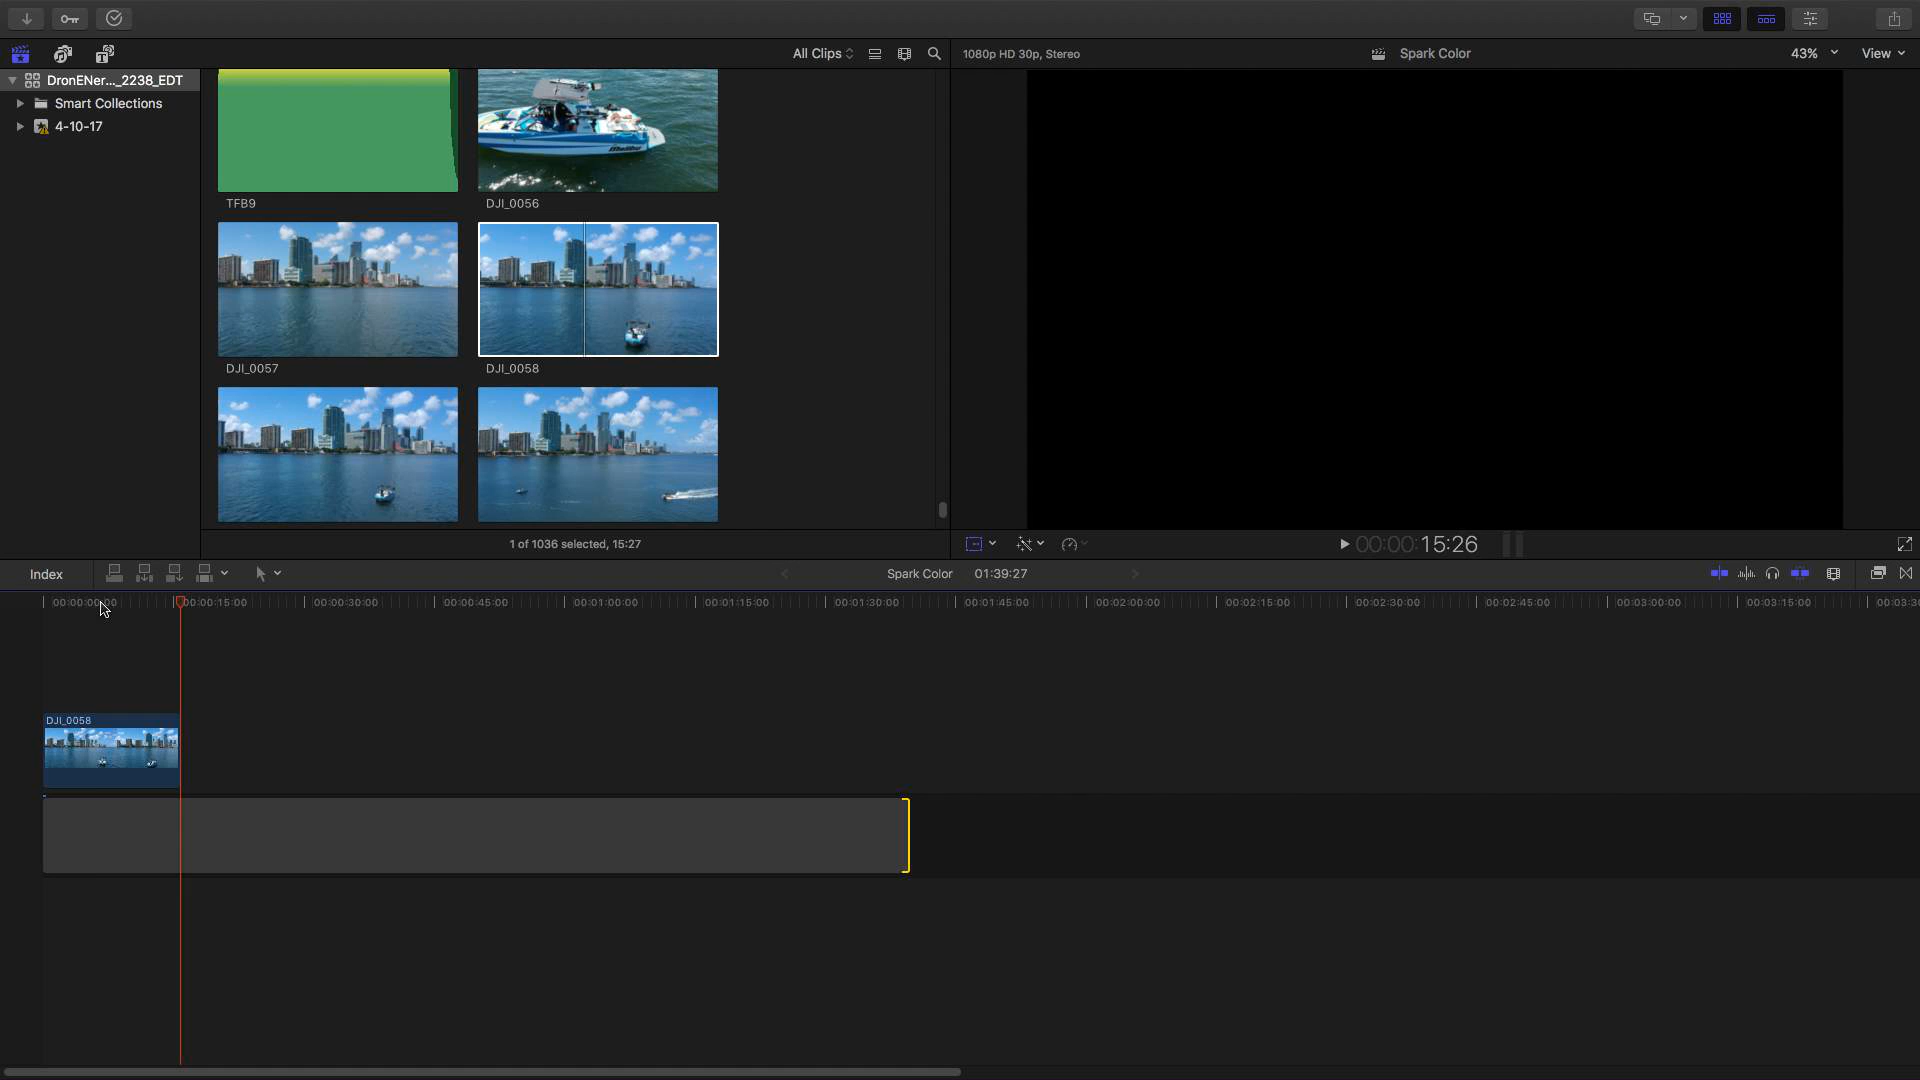 All Clips
1080p HD 30p, Stereo
Spark Color
43%
View
DronENer..._2238_EDT
Smart Collections
4-10-17
TFB9
DJI_0056
Malibu
DJI_0057
DJI_0058
1 of 1036 selected, 15:27
00:00:15:26
Index
Spark Color
01:39:27
00:00:00:00
00:00:15:00
00:00:30:00
00:00:45:00
00:01:00:00
00:01:15:00
00:01:30:00
00:01:45:00
00:02:00:00
00:02:15:00
00:02:30:00
00:02:45:00
00:03:00:00
00:03:15:00
00:03:3
DJI_0058